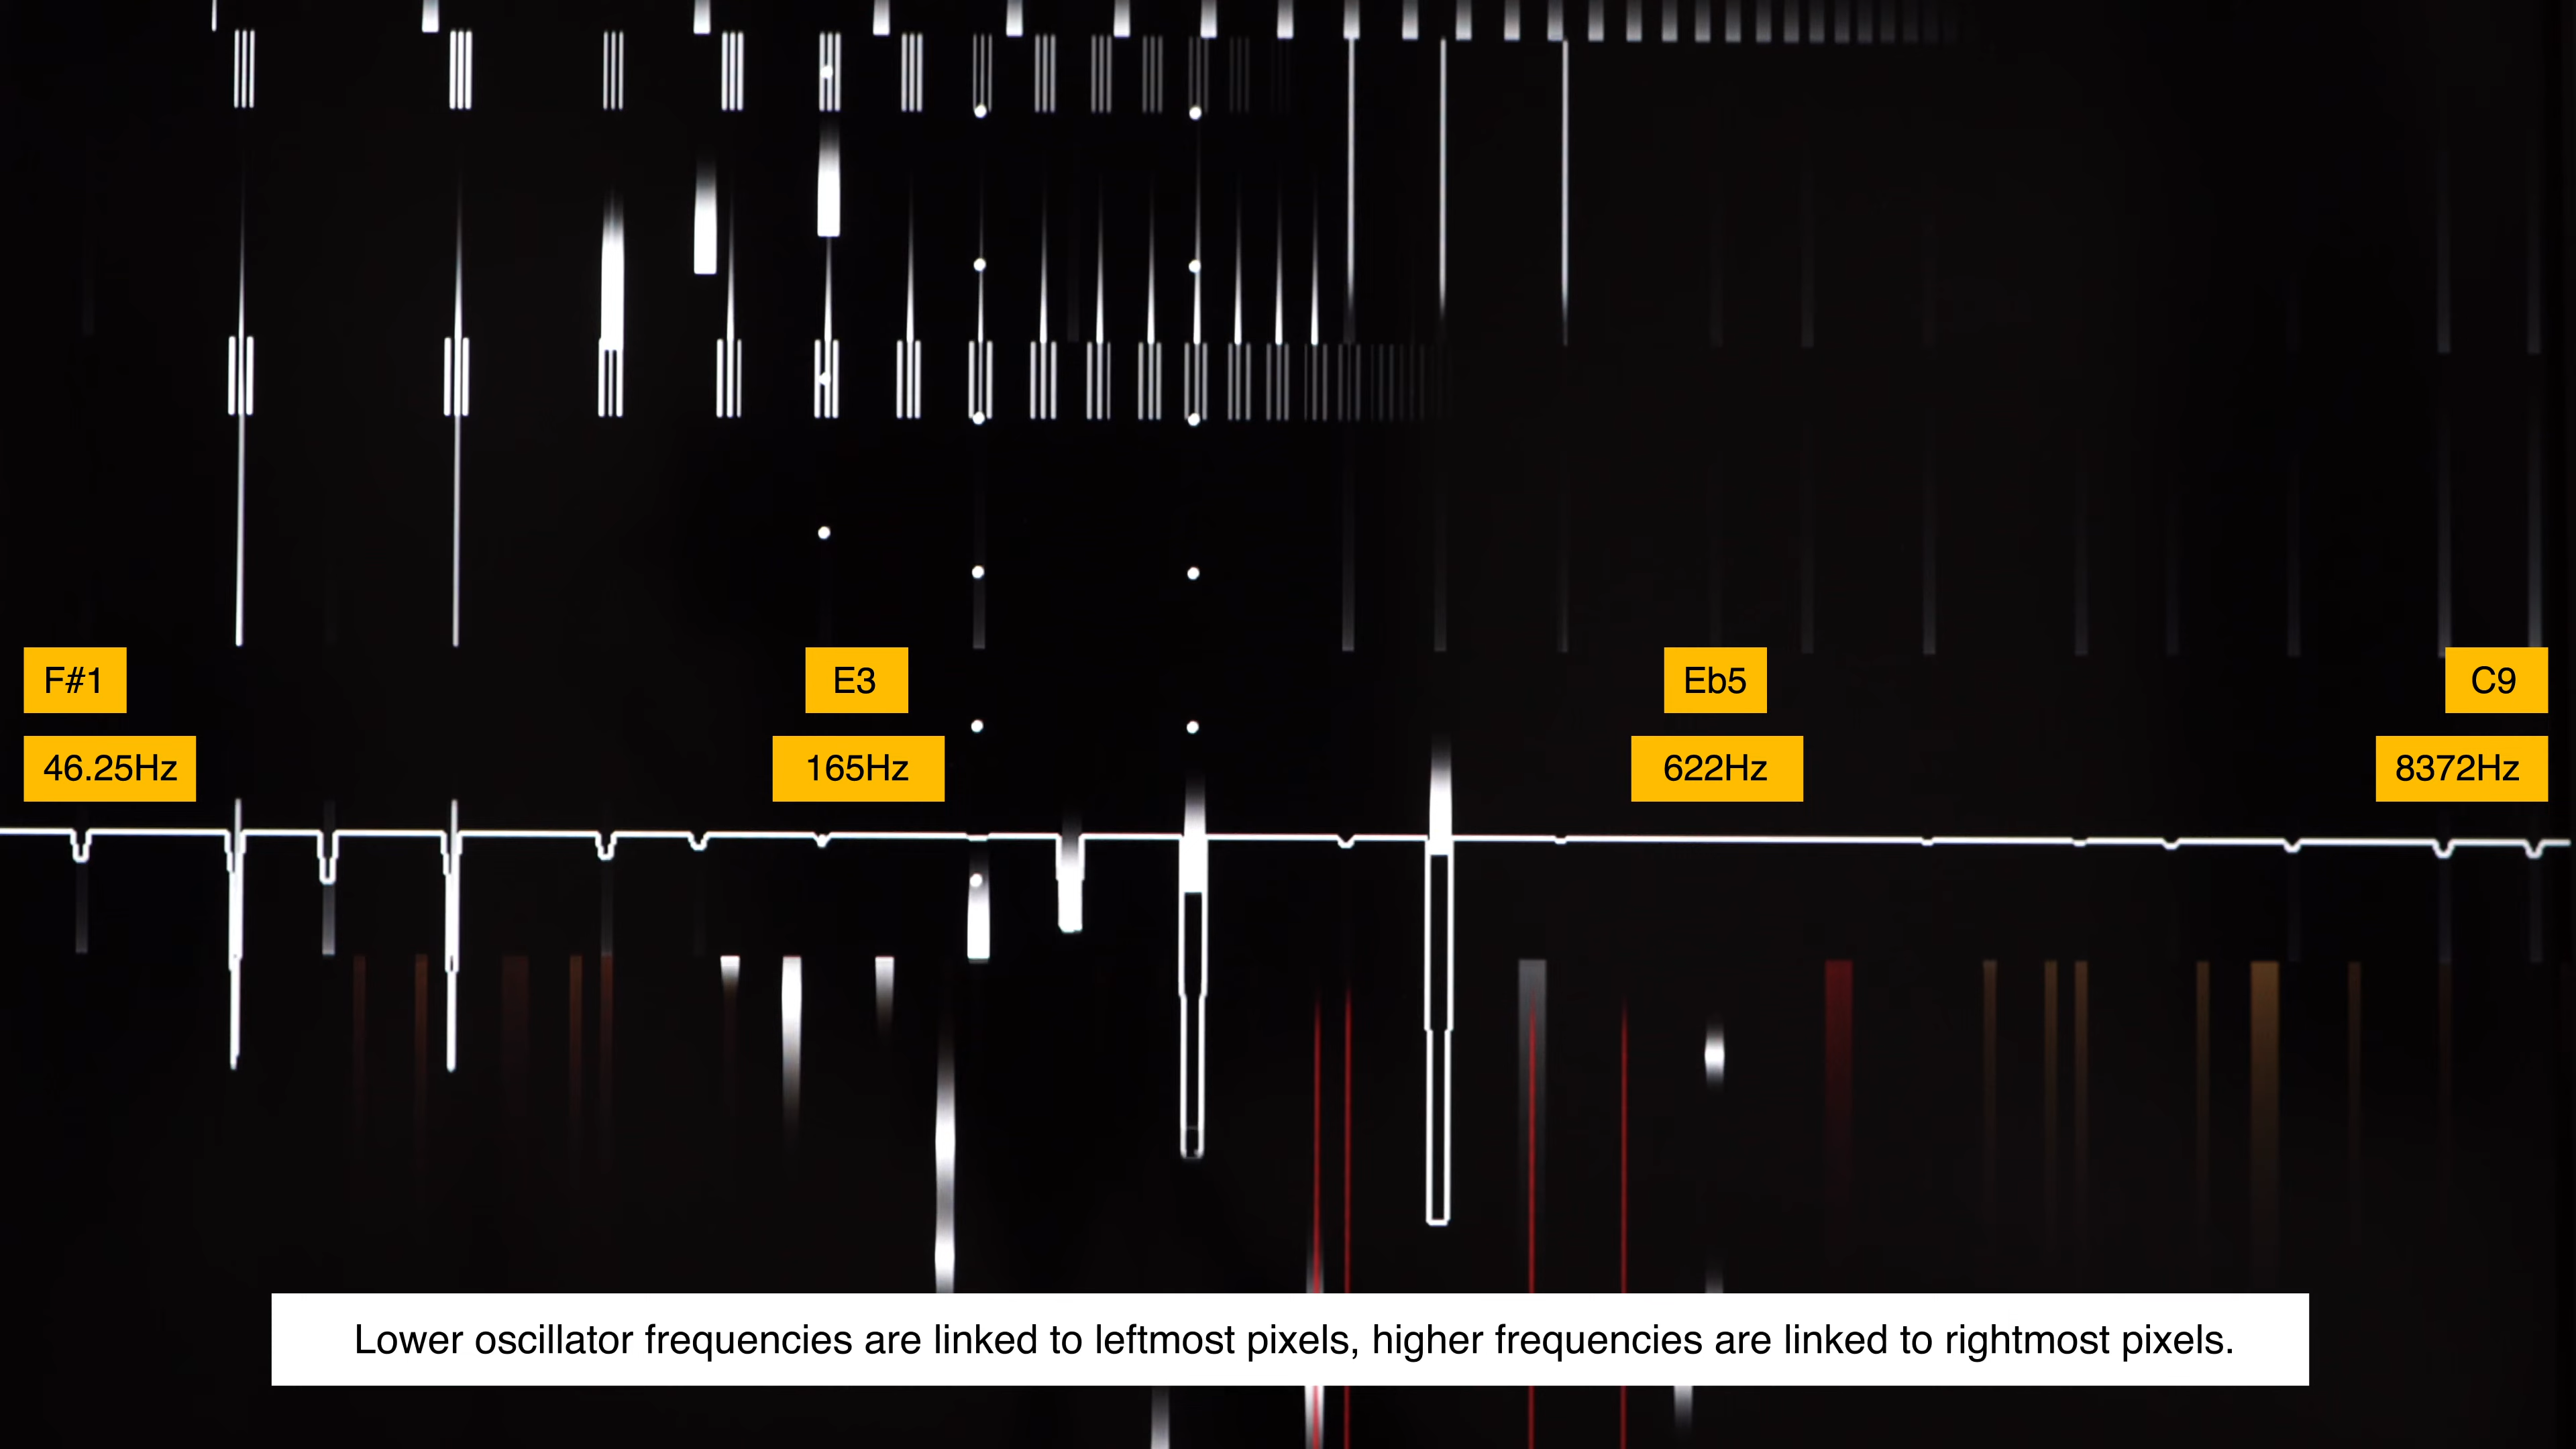 F#1 E3 Eb5 C9
46.25Hz 165Hz 622Hz 8372Hz
Lower oscillator frequencies are linked to leftmost pixels, higher frequencies are linked to rightmost pixels.